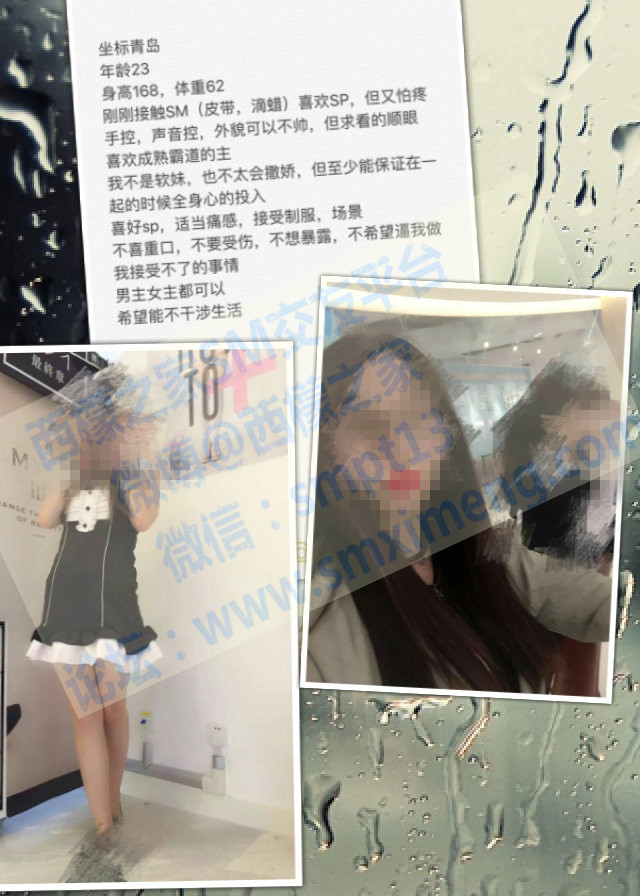 坐标青岛
年龄23
身高168，体重62
刚刚接触SM（皮带，滴蜡）喜欢SP，但又怕疼
手控，声音控，外貌可以不帅，但求看的顺眼
喜欢成熟霸道的主
我不是软妹，也不太会撒娇，但至少能保证在一
起的时候全身心的投入
喜好sp，适当痛感，接受制服，场景
不喜重口，不要受伤，不想暴露，不希望逼我做
我接受不了的事情
男主女主都可以
希望能不干涉生活
西檬之家SM交友平台
微博@西檬之家
微信：smpt13
论坛：www.smximeng.com
最终章